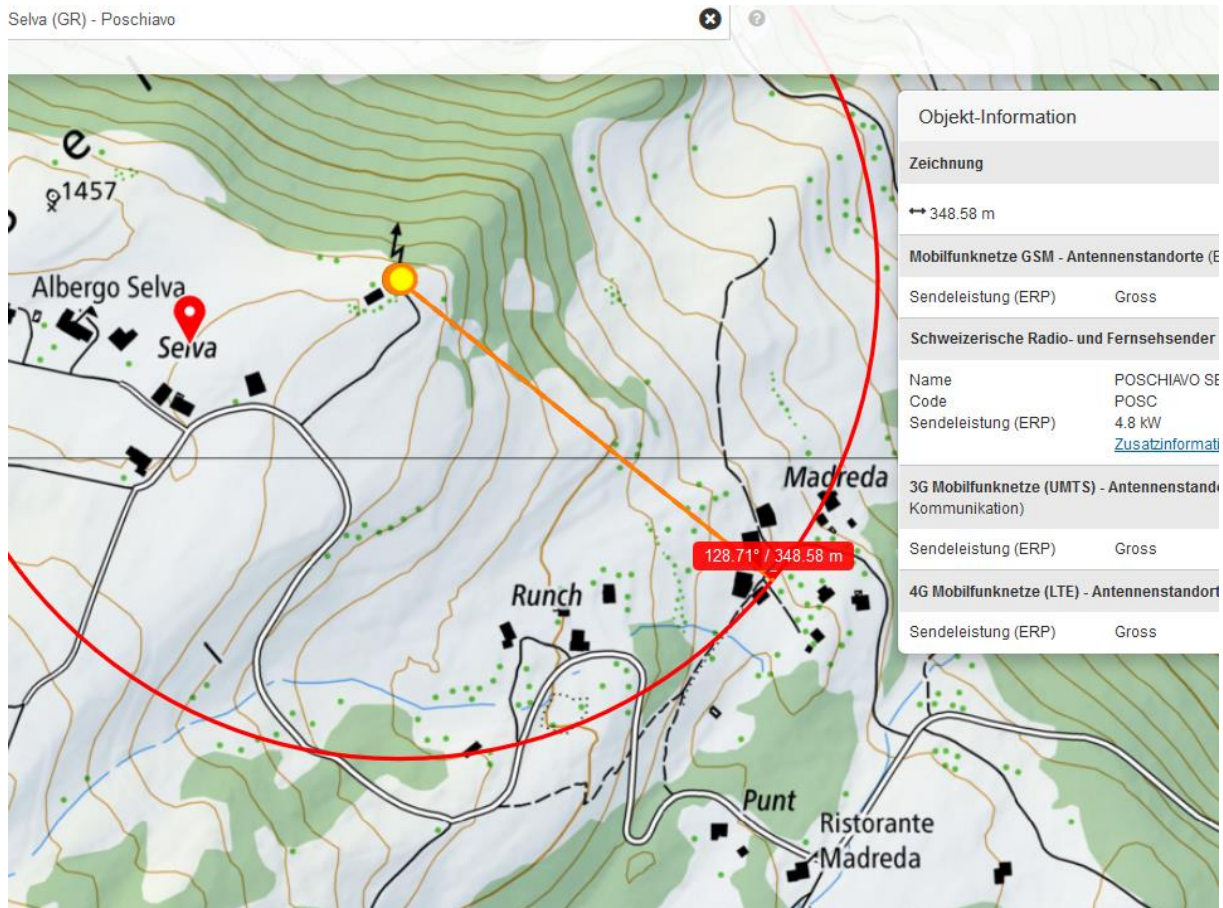 Selva (GR) - Poschiavo
e
1457
Albergo Selva
Selva
Madreda
128.71° / 348.58 m
Runch
Punt
Ristorante
Madreda
Objekt-Information
Zeichnung
348.58 m
Mobilfunknetze GSM - Antennenstandorte
Sendeleistung (ERP) Gross
Schweizerische Radio- und Fernsehsender
Name POSCHIAVO SE
Code POSC
Sendeleistung (ERP) 4.8 kW
Zusatzinformati
3G Mobilfunknetze (UMTS) - Antennenstando
Kommunikation)
Sendeleistung (ERP) Gross
4G Mobilfunknetze (LTE) - Antennenstandort
Sendeleistung (ERP) Gross